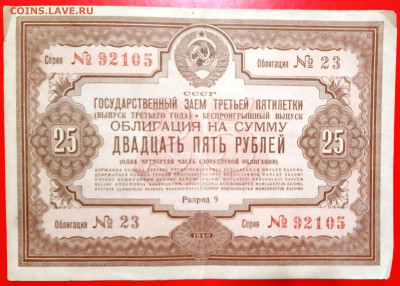 COINS.LAVE.RU
Серия № 92105
Облигация № 23
СССР
ГОСУДАРСТВЕННЫЙ ЗАЕМ ТРЕТЬЕЙ ПЯТИЛЕТКИ
(ВЫПУСК ТРЕТЬЕГО ГОДА) • БЕСПРОИГРЫШНЫЙ ВЫПУСК
ОБЛИГАЦИЯ НА СУММУ
25 ДВАДЦАТЬ ПЯТЬ РУБЛЕЙ 25
(ОДНА ЧЕТВЕРТАЯ ЧАСТЬ СТОРУБЛЕВОЙ ОБЛИГАЦИИ)
Разряд 9
Облигация № 23
Серия № 92105
1940